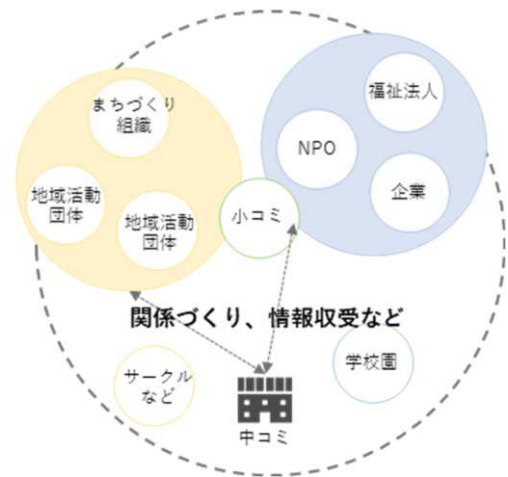 まちづくり
組織
福祉法人
NPO
企業
地域活動
団体
地域活動
団体
小コミ
関係づくり、情報収受など
サークル
など
学校園
中コミ